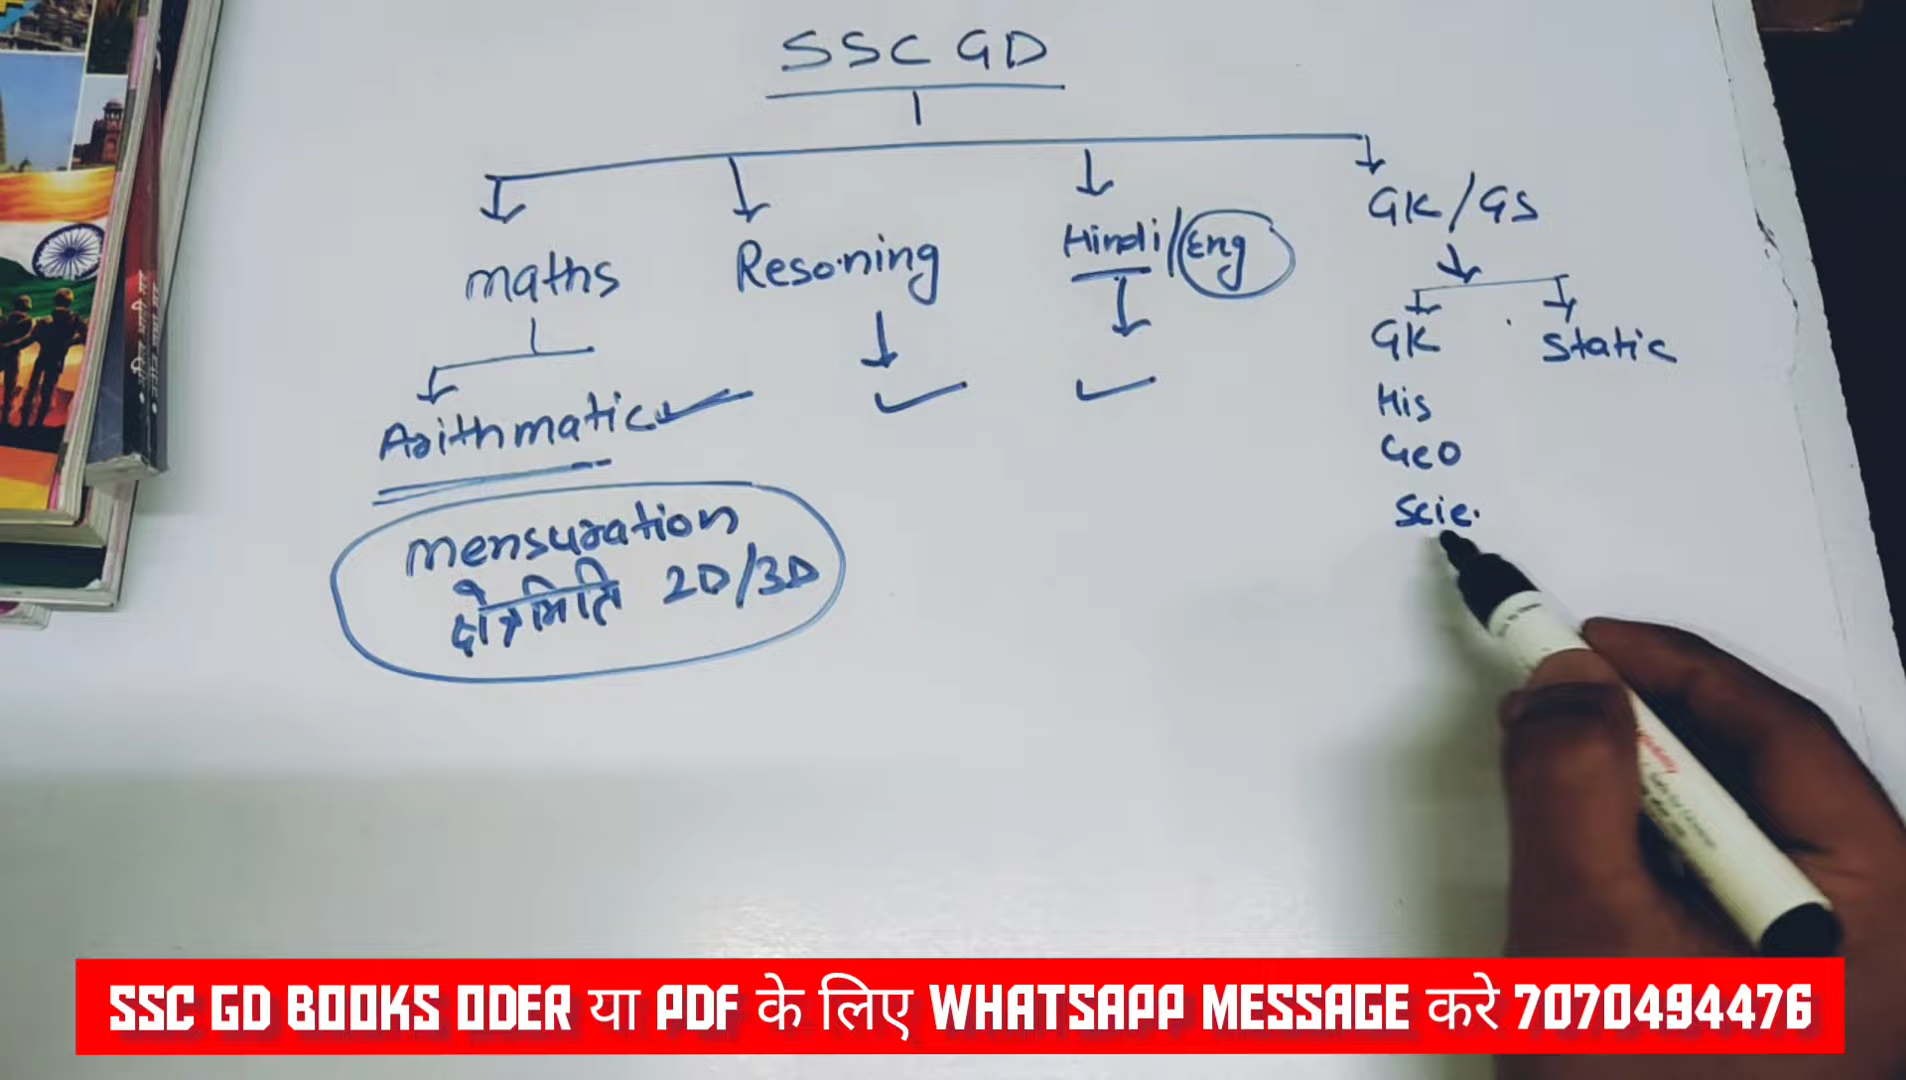 SSC GD
maths
Resoning
Hindi/Eng
GK/GS
GK
Static
His
Geo
Scie.
Arithmatic
mensuration
क्षेत्रमिति 2D/3D
SSC GD BOOKS ODER या PDF के लिए WHATSAPP MESSAGE करे 7070494476